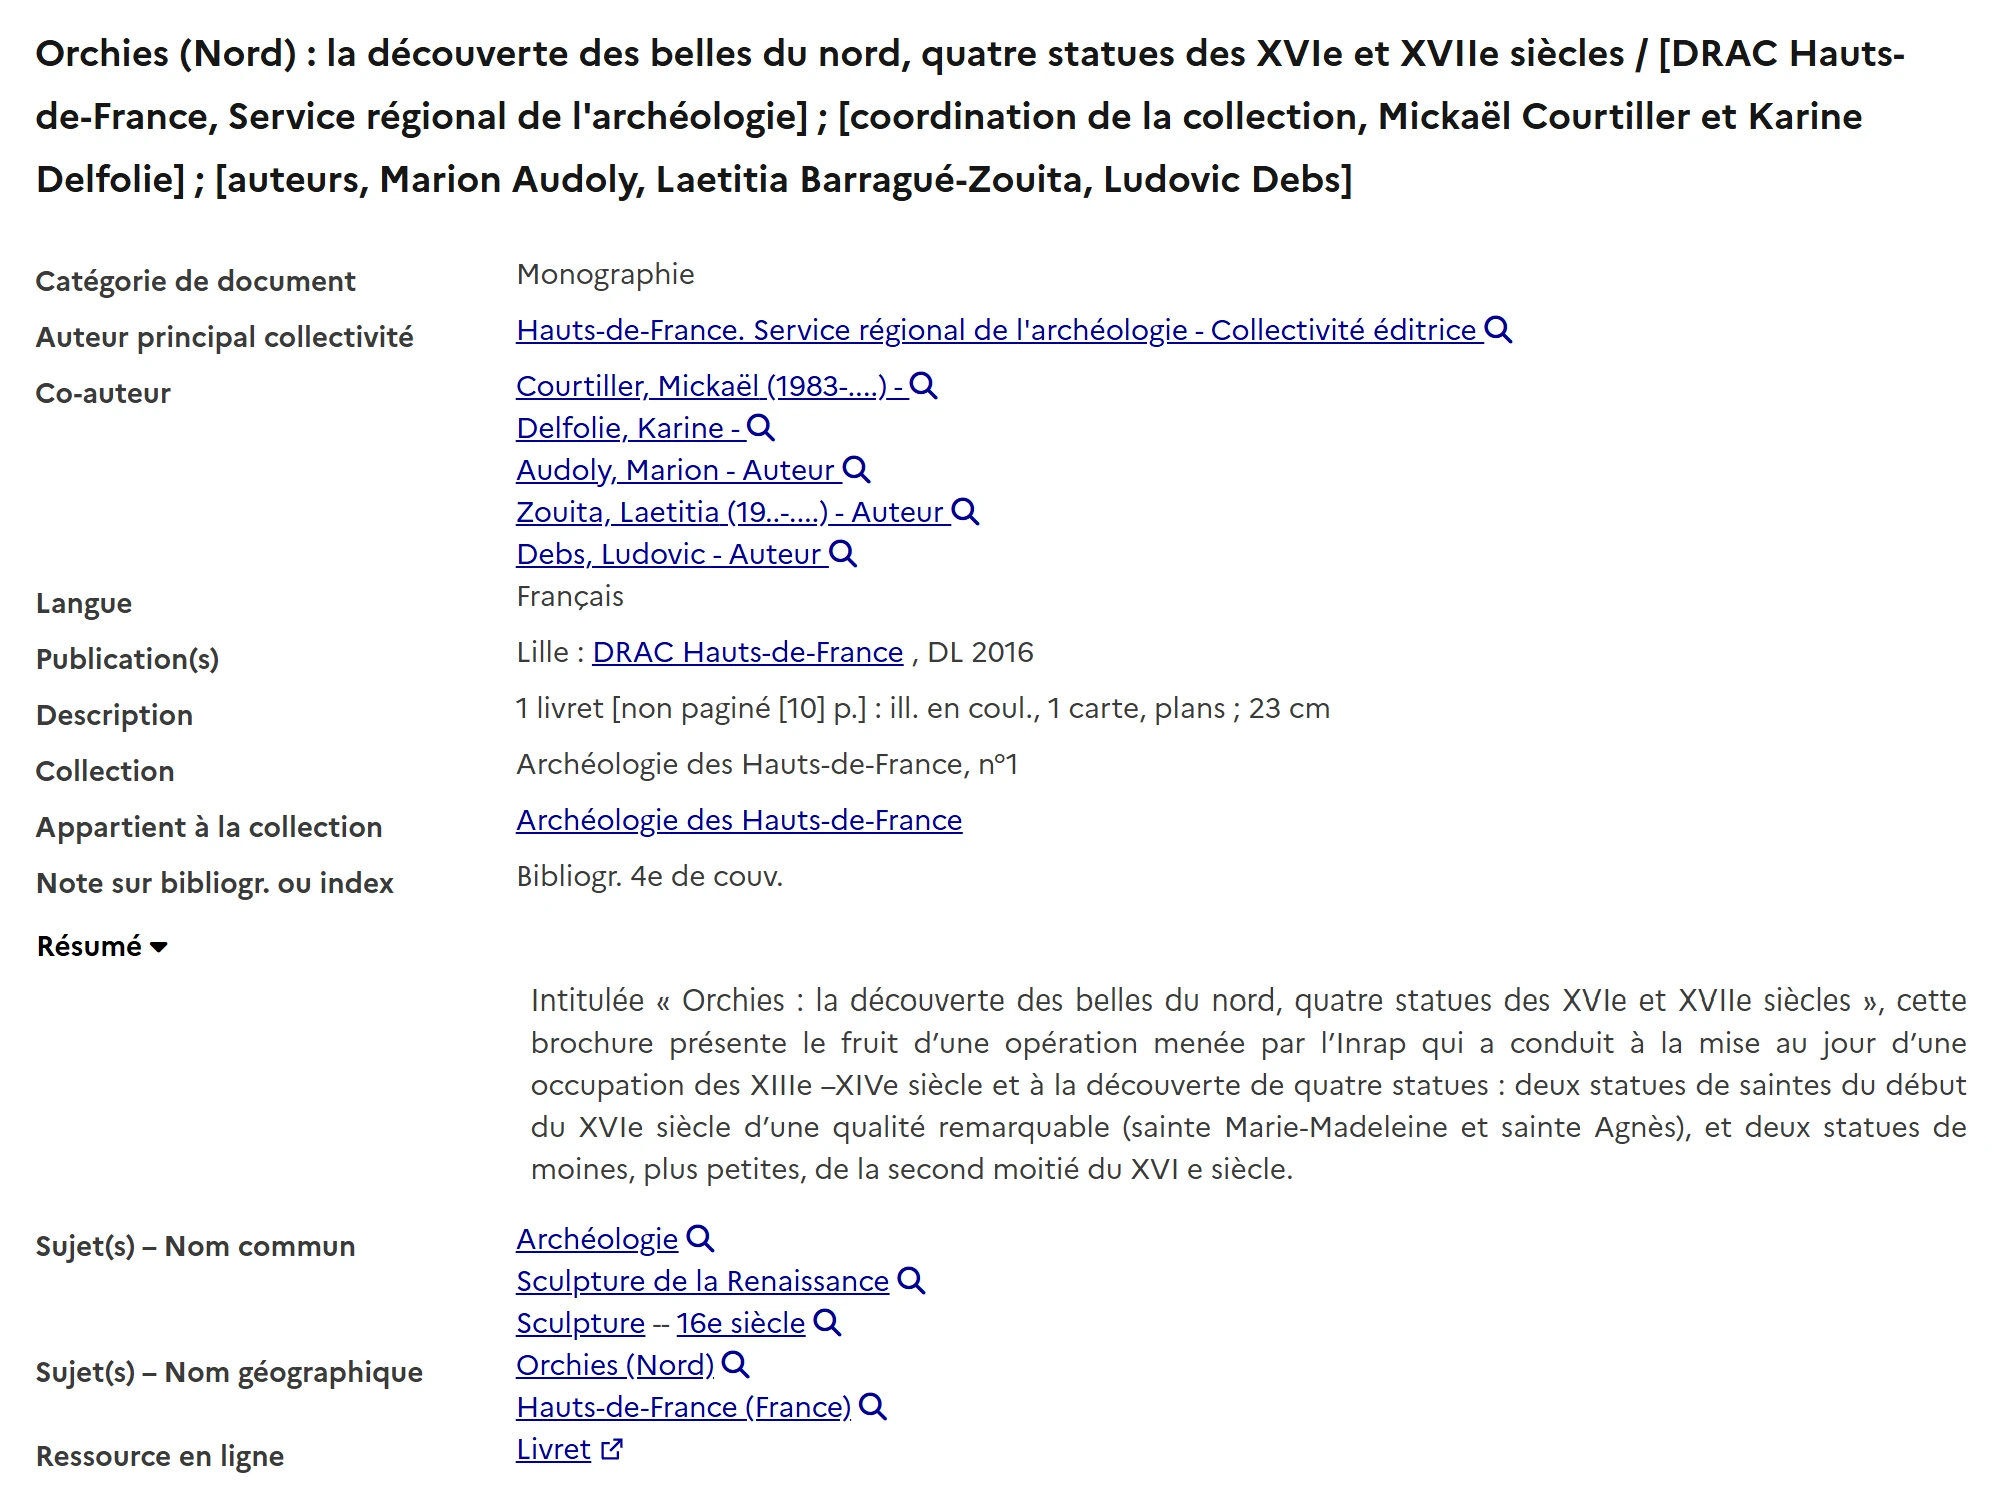 Orchies (Nord) : la découverte des belles du nord, quatre statues des XVIe et XVIIe siècles / [DRAC Hauts-
de-France, Service régional de l'archéologie] ; [coordination de la collection, Mickaël Courtiller et Karine
Delfolie] ; [auteurs, Marion Audoly, Laetitia Barragué-Zouita, Ludovic Debs]
Catégorie de document Monographie
Auteur principal collectivité Hauts-de-France. Service régional de l'archéologie - Collectivité éditrice
Co-auteur Courtiller, Mickaël (1983-....) -
Delfolie, Karine -
Audoly, Marion - Auteur
Zouita, Laetitia (19..-....) - Auteur
Debs, Ludovic - Auteur
Langue Français
Publication(s) Lille : DRAC Hauts-de-France , DL 2016
Description 1 livret [non paginé [10] p.] : ill. en coul., 1 carte, plans ; 23 cm
Collection Archéologie des Hauts-de-France, n°1
Appartient à la collection Archéologie des Hauts-de-France
Note sur bibliogr. ou index Bibliogr. 4e de couv.
Résumé
Intitulée « Orchies : la découverte des belles du nord, quatre statues des XVIe et XVIIe siècles », cette
brochure présente le fruit d’une opération menée par l’Inrap qui a conduit à la mise au jour d’une
occupation des XIIIe –XIVe siècle et à la découverte de quatre statues : deux statues de saintes du début
du XVIe siècle d’une qualité remarquable (sainte Marie-Madeleine et sainte Agnès), et deux statues de
moines, plus petites, de la second moitié du XVI e siècle.
Sujet(s) – Nom commun Archéologie
Sculpture de la Renaissance
Sculpture -- 16e siècle
Sujet(s) – Nom géographique Orchies (Nord)
Hauts-de-France (France)
Ressource en ligne Livret